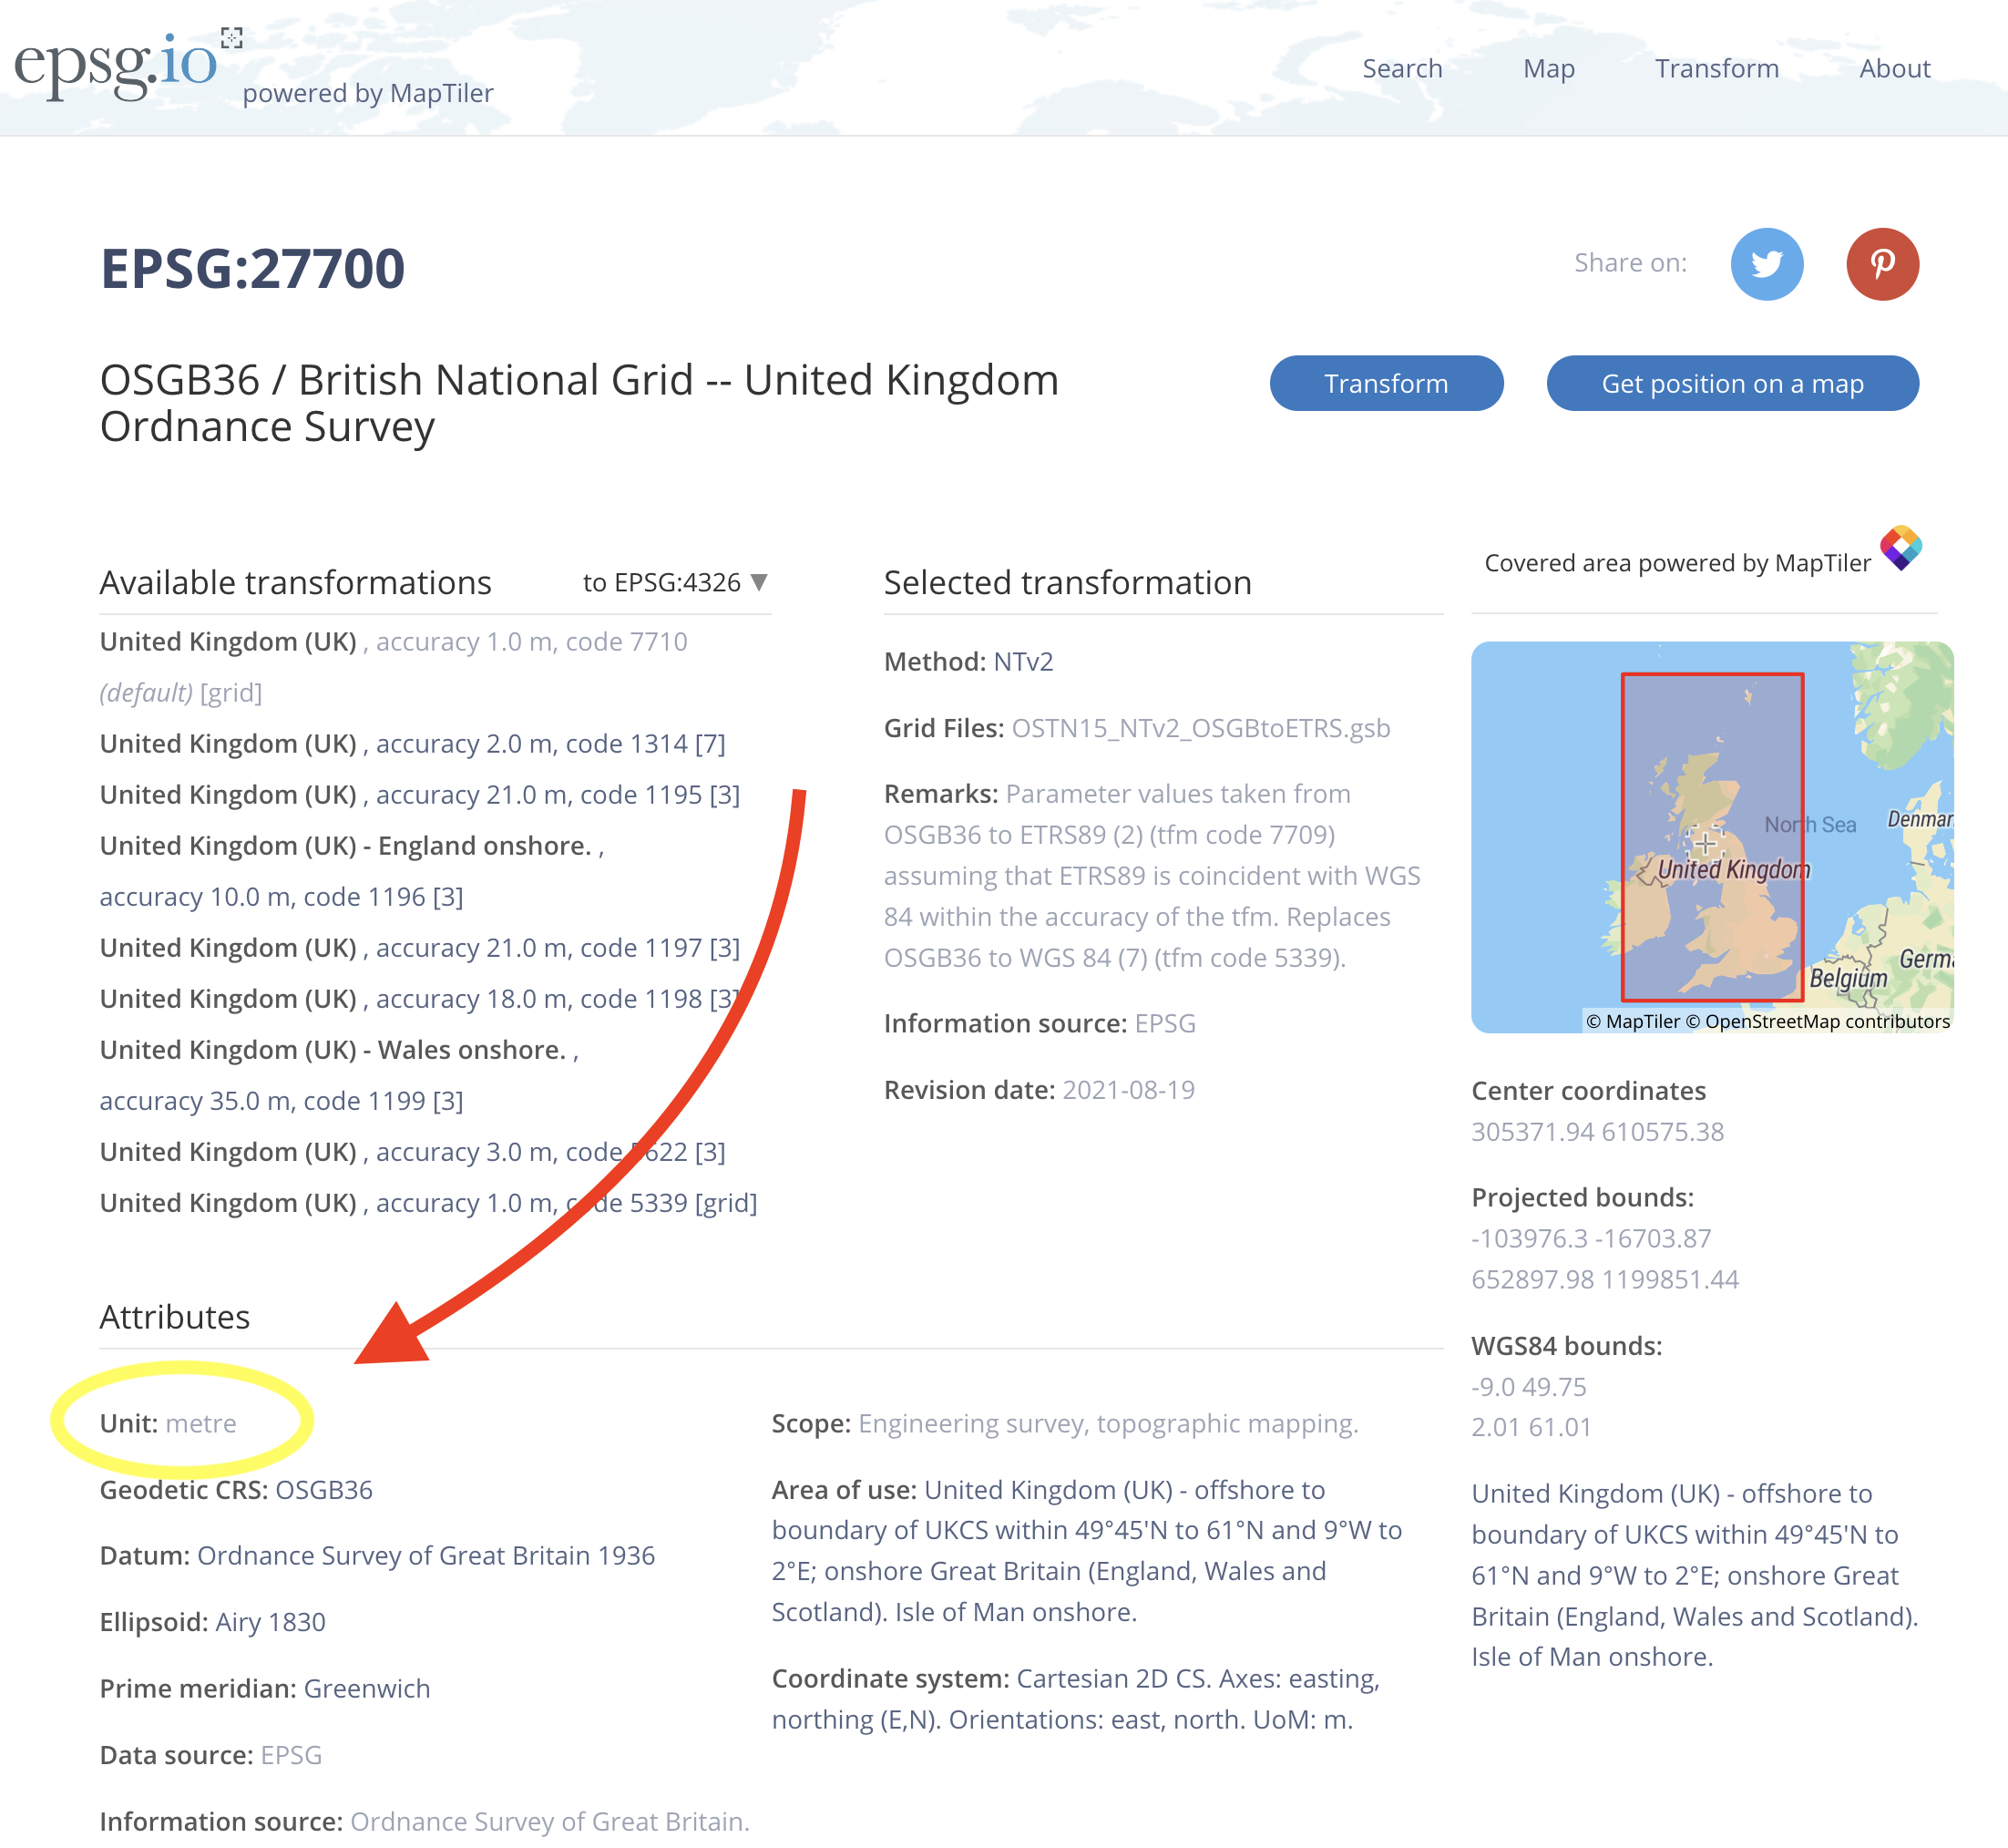 epsg.io
powered by MapTiler
Search
Map
Transform
About
EPSG:27700
Share on:
OSGB36 / British National Grid -- United Kingdom
Ordnance Survey
Transform
Get position on a map
Available transformations
to EPSG:4326 ▼
United Kingdom (UK) , accuracy 1.0 m, code 7710
(default) [grid]
United Kingdom (UK) , accuracy 2.0 m, code 1314 [7]
United Kingdom (UK) , accuracy 21.0 m, code 1195 [3]
United Kingdom (UK) - England onshore. ,
accuracy 10.0 m, code 1196 [3]
United Kingdom (UK) , accuracy 21.0 m, code 1197 [3]
United Kingdom (UK) , accuracy 18.0 m, code 1198 [3]
United Kingdom (UK) - Wales onshore. ,
accuracy 35.0 m, code 1199 [3]
United Kingdom (UK) , accuracy 3.0 m, code 5622 [3]
United Kingdom (UK) , accuracy 1.0 m, code 5339 [grid]
Selected transformation
Method: NTv2
Grid Files: OSTN15_NTv2_OSGBtoETRS.gsb
Remarks: Parameter values taken from
OSGB36 to ETRS89 (2) (tfm code 7709)
assuming that ETRS89 is coincident with WGS
84 within the accuracy of the tfm. Replaces
OSGB36 to WGS 84 (7) (tfm code 5339).
Information source: EPSG
Revision date: 2021-08-19
Covered area powered by MapTiler
North Sea
Denmar
United Kingdom
Germ
Belgium
© MapTiler © OpenStreetMap contributors
Center coordinates
305371.94 610575.38
Projected bounds:
-103976.3 -16703.87
652897.98 1199851.44
WGS84 bounds:
-9.0 49.75
2.01 61.01
United Kingdom (UK) - offshore to
boundary of UKCS within 49°45'N to
61°N and 9°W to 2°E; onshore Great
Britain (England, Wales and Scotland).
Isle of Man onshore.
Attributes
Unit: metre
Geodetic CRS: OSGB36
Datum: Ordnance Survey of Great Britain 1936
Ellipsoid: Airy 1830
Prime meridian: Greenwich
Data source: EPSG
Information source: Ordnance Survey of Great Britain.
Scope: Engineering survey, topographic mapping.
Area of use: United Kingdom (UK) - offshore to
boundary of UKCS within 49°45'N to 61°N and 9°W to
2°E; onshore Great Britain (England, Wales and
Scotland). Isle of Man onshore.
Coordinate system: Cartesian 2D CS. Axes: easting,
northing (E,N). Orientations: east, north. UoM: m.